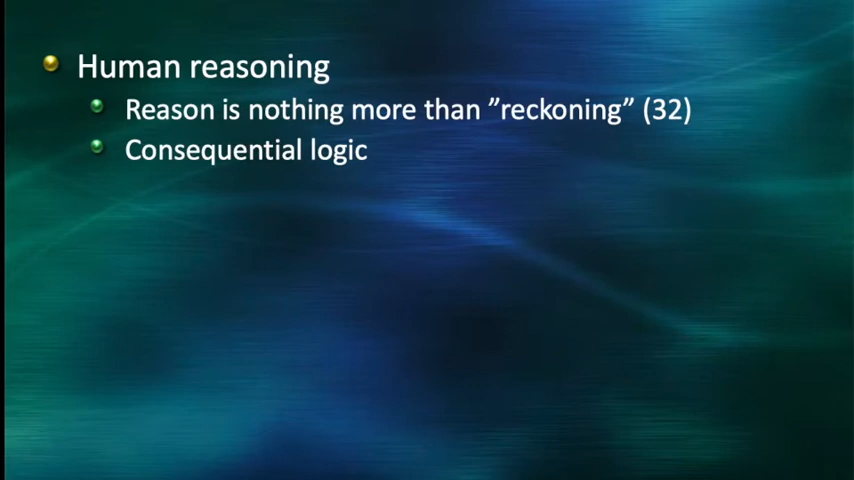 Human reasoning
Reason is nothing more than ”reckoning” (32)
Consequential logic